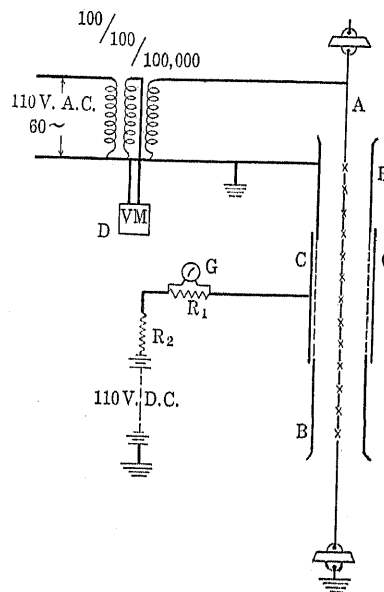 100/
100/
100,000
110 V. A.C.
60~
A
D
VM
B
C
C
G
R1
R2
110 V. D.C.
B